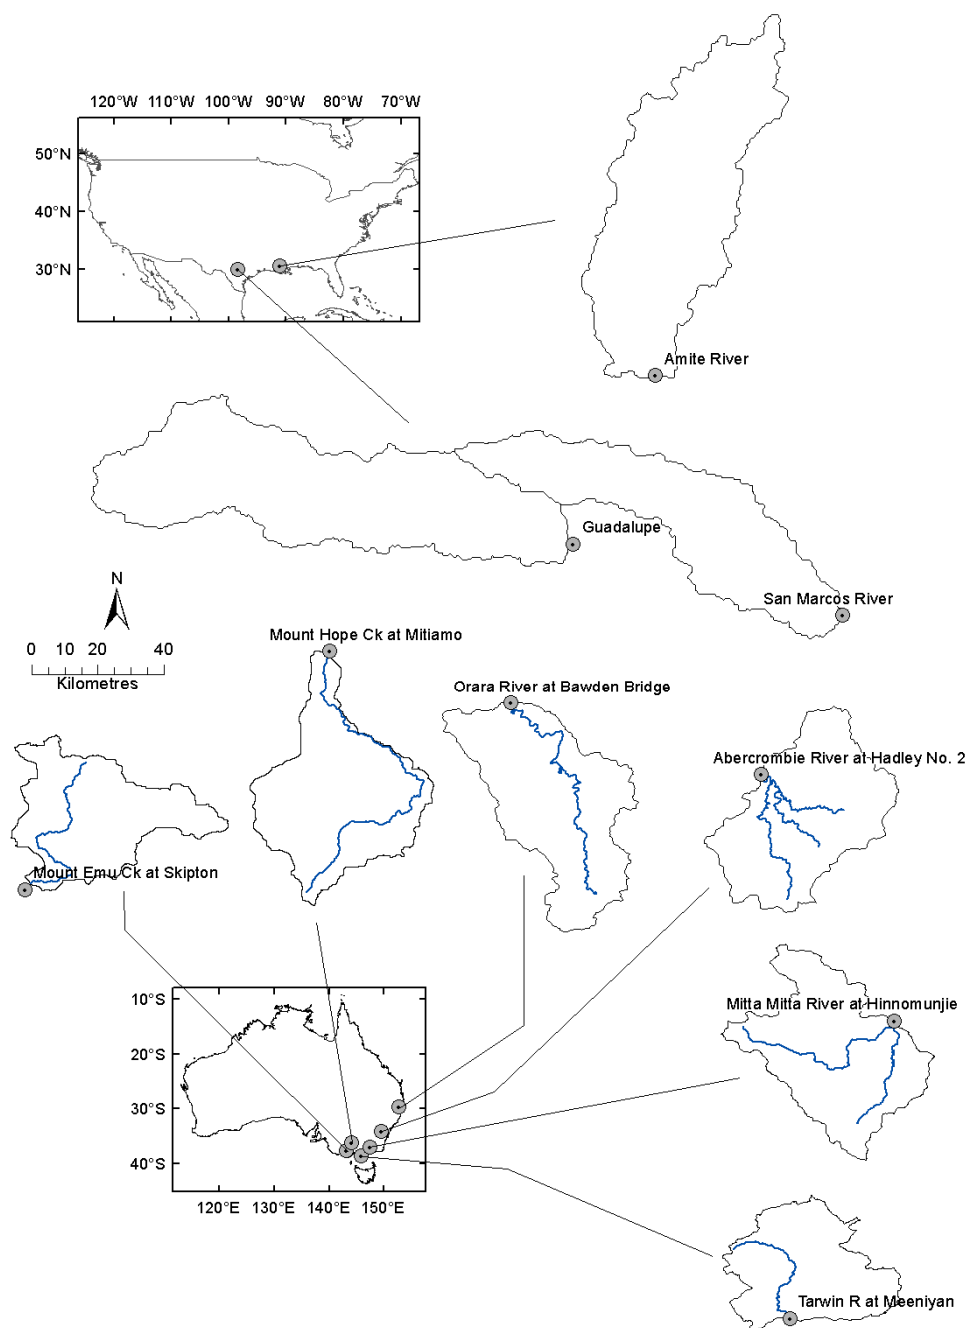 120°W 110°W 100°W 90°W 80°W 70°W
50°N
40°N
30°N
Amite River
Guadalupe
San Marcos River
N
0 10 20 40
Kilometres
Mount Hope Ck at Mitiamo
Orara River at Bawden Bridge
Abercrombie River at Hadley No. 2
Mount Emu Ck at Skipton
Mitta Mitta River at Hinnomunjie
10°S
20°S
30°S
40°S
120°E 130°E 140°E 150°E
Tarwin R at Meeniyan